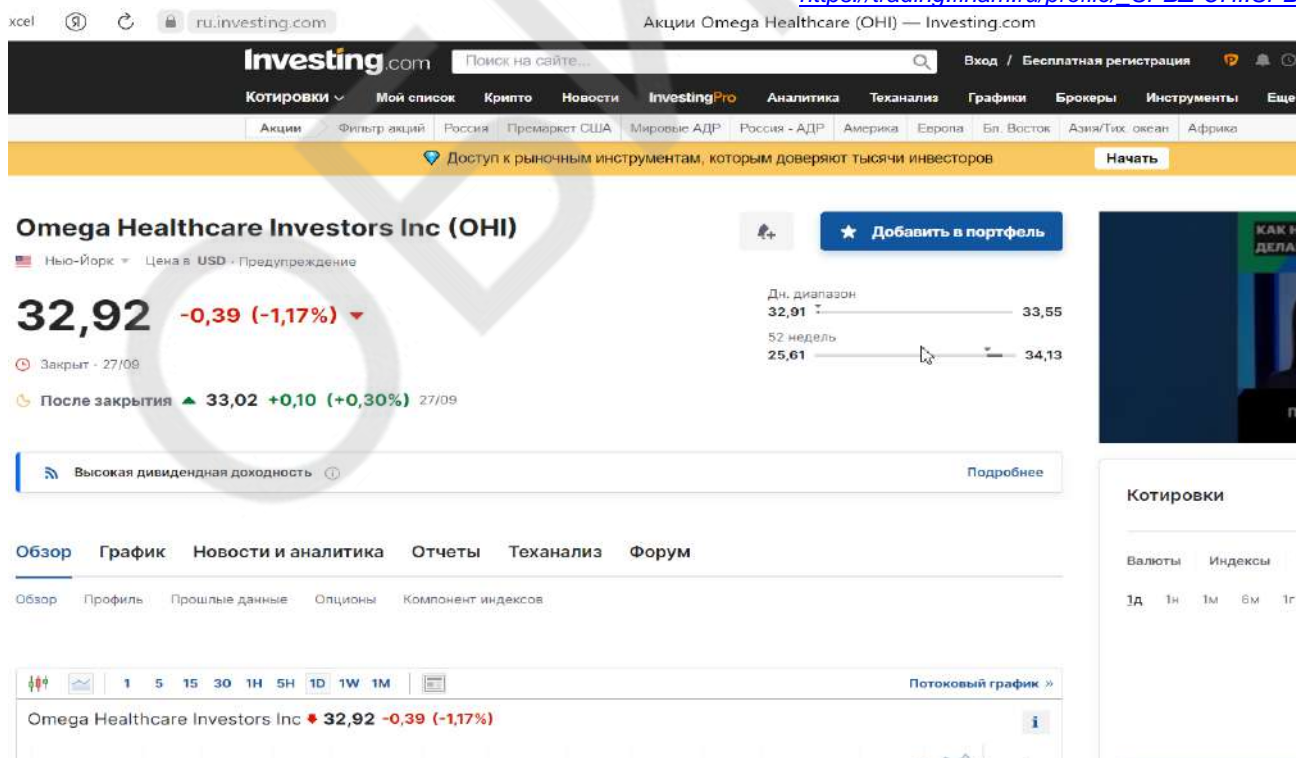 xcel Я ru.investing.com Акции Omega Healthcare (OHI) — Investing.com
Investing.com Поиск на сайте... Вход / Бесплатная регистрация
Котировки Мой список Крипто Новости InvestingPro Аналитика Теханализ Графики Брокеры Инструменты Еще
Акции Фильтр акций Россия Премаркет США Мировые АДР Россия - АДР Америка Европа Бл. Восток Азия/Тих. океан Африка
Доступ к рыночным инструментам, которым доверяют тысячи инвесторов Начать
Omega Healthcare Investors Inc (OHI)
Добавить в портфель
Нью-Йорк Цена в USD · Предупреждение
32,92 -0,39 (-1,17%)
Дн. диапазон
32,91 33,55
52 недель
25,61 34,13
Закрыт · 27/09
После закрытия 33,02 +0,10 (+0,30%) 27/09
Высокая дивидендная доходность Подробнее
Котировки
Обзор График Новости и аналитика Отчеты Теханализ Форум
Валюты Индексы
Обзор Профиль Прошлые данные Опционы Компонент индексов
1д 1н 1м 6м 1г
1 5 15 30 1H 5H 1D 1W 1M Потоковый график »
Omega Healthcare Investors Inc 32,92 -0,39 (-1,17%) i